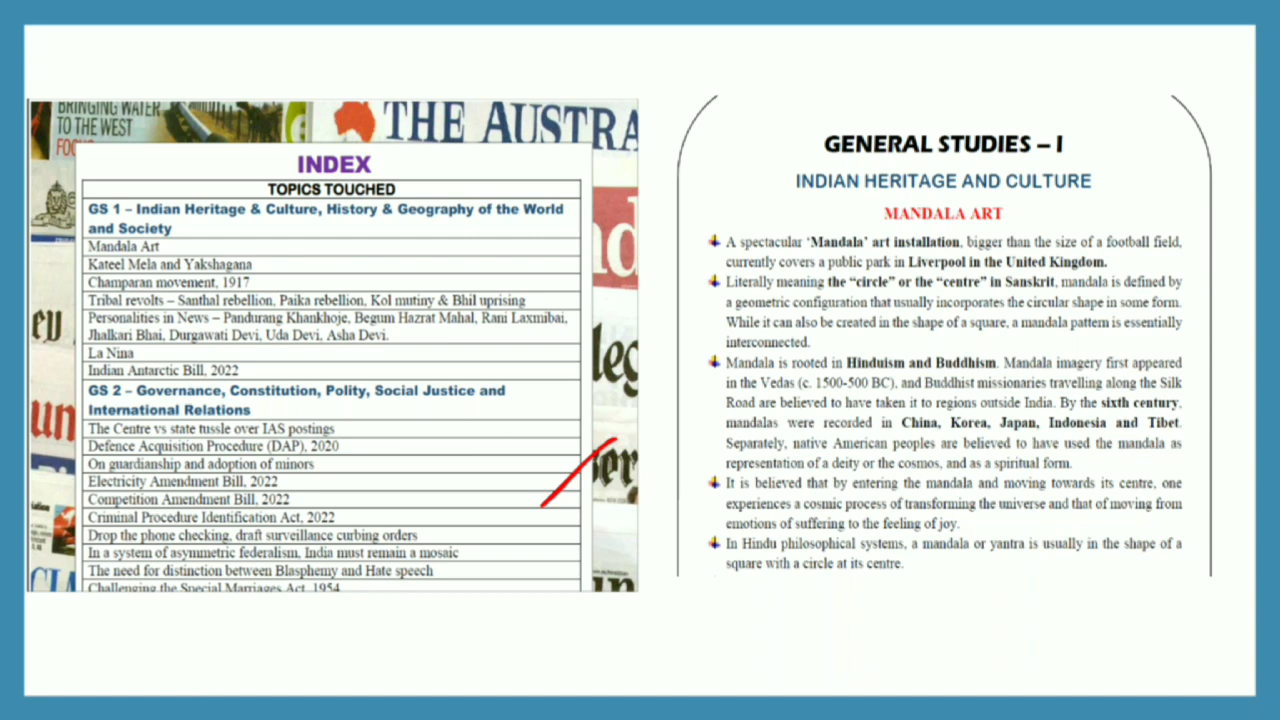 BRINGING WATER
TO THE WEST
FOC
THE AUSTRA
INDEX
TOPICS TOUCHED
GS 1 – Indian Heritage & Culture, History & Geography of the World
and Society
Mandala Art
Kateel Mela and Yakshagana
Champaran movement, 1917
Tribal revolts – Santhal rebellion, Paika rebellion, Kol mutiny & Bhil uprising
Personalities in News – Pandurang Khankhoje, Begum Hazrat Mahal, Rani Laxmibai,
Jhalkari Bhai, Durgawati Devi, Uda Devi, Asha Devi.
La Nina
Indian Antarctic Bill, 2022
GS 2 – Governance, Constitution, Polity, Social Justice and
International Relations
The Centre vs state tussle over IAS postings
Defence Acquisition Procedure (DAP), 2020
On guardianship and adoption of minors
Electricity Amendment Bill, 2022
Competition Amendment Bill, 2022
Criminal Procedure Identification Act, 2022
Drop the phone checking, draft surveillance curbing orders
In a system of asymmetric federalism, India must remain a mosaic
The need for distinction between Blasphemy and Hate speech
Challenging the Special Marriages Act, 1954
GENERAL STUDIES – I
INDIAN HERITAGE AND CULTURE
MANDALA ART
A spectacular ‘Mandala’ art installation, bigger than the size of a football field,
currently covers a public park in Liverpool in the United Kingdom.
Literally meaning the “circle” or the “centre” in Sanskrit, mandala is defined by
a geometric configuration that usually incorporates the circular shape in some form.
While it can also be created in the shape of a square, a mandala pattern is essentially
interconnected.
Mandala is rooted in Hinduism and Buddhism. Mandala imagery first appeared
in the Vedas (c. 1500-500 BC), and Buddhist missionaries travelling along the Silk
Road are believed to have taken it to regions outside India. By the sixth century,
mandalas were recorded in China, Korea, Japan, Indonesia and Tibet.
Separately, native American peoples are believed to have used the mandala as
representation of a deity or the cosmos, and as a spiritual form.
It is believed that by entering the mandala and moving towards its centre, one
experiences a cosmic process of transforming the universe and that of moving from
emotions of suffering to the feeling of joy.
In Hindu philosophical systems, a mandala or yantra is usually in the shape of a
square with a circle at its centre.